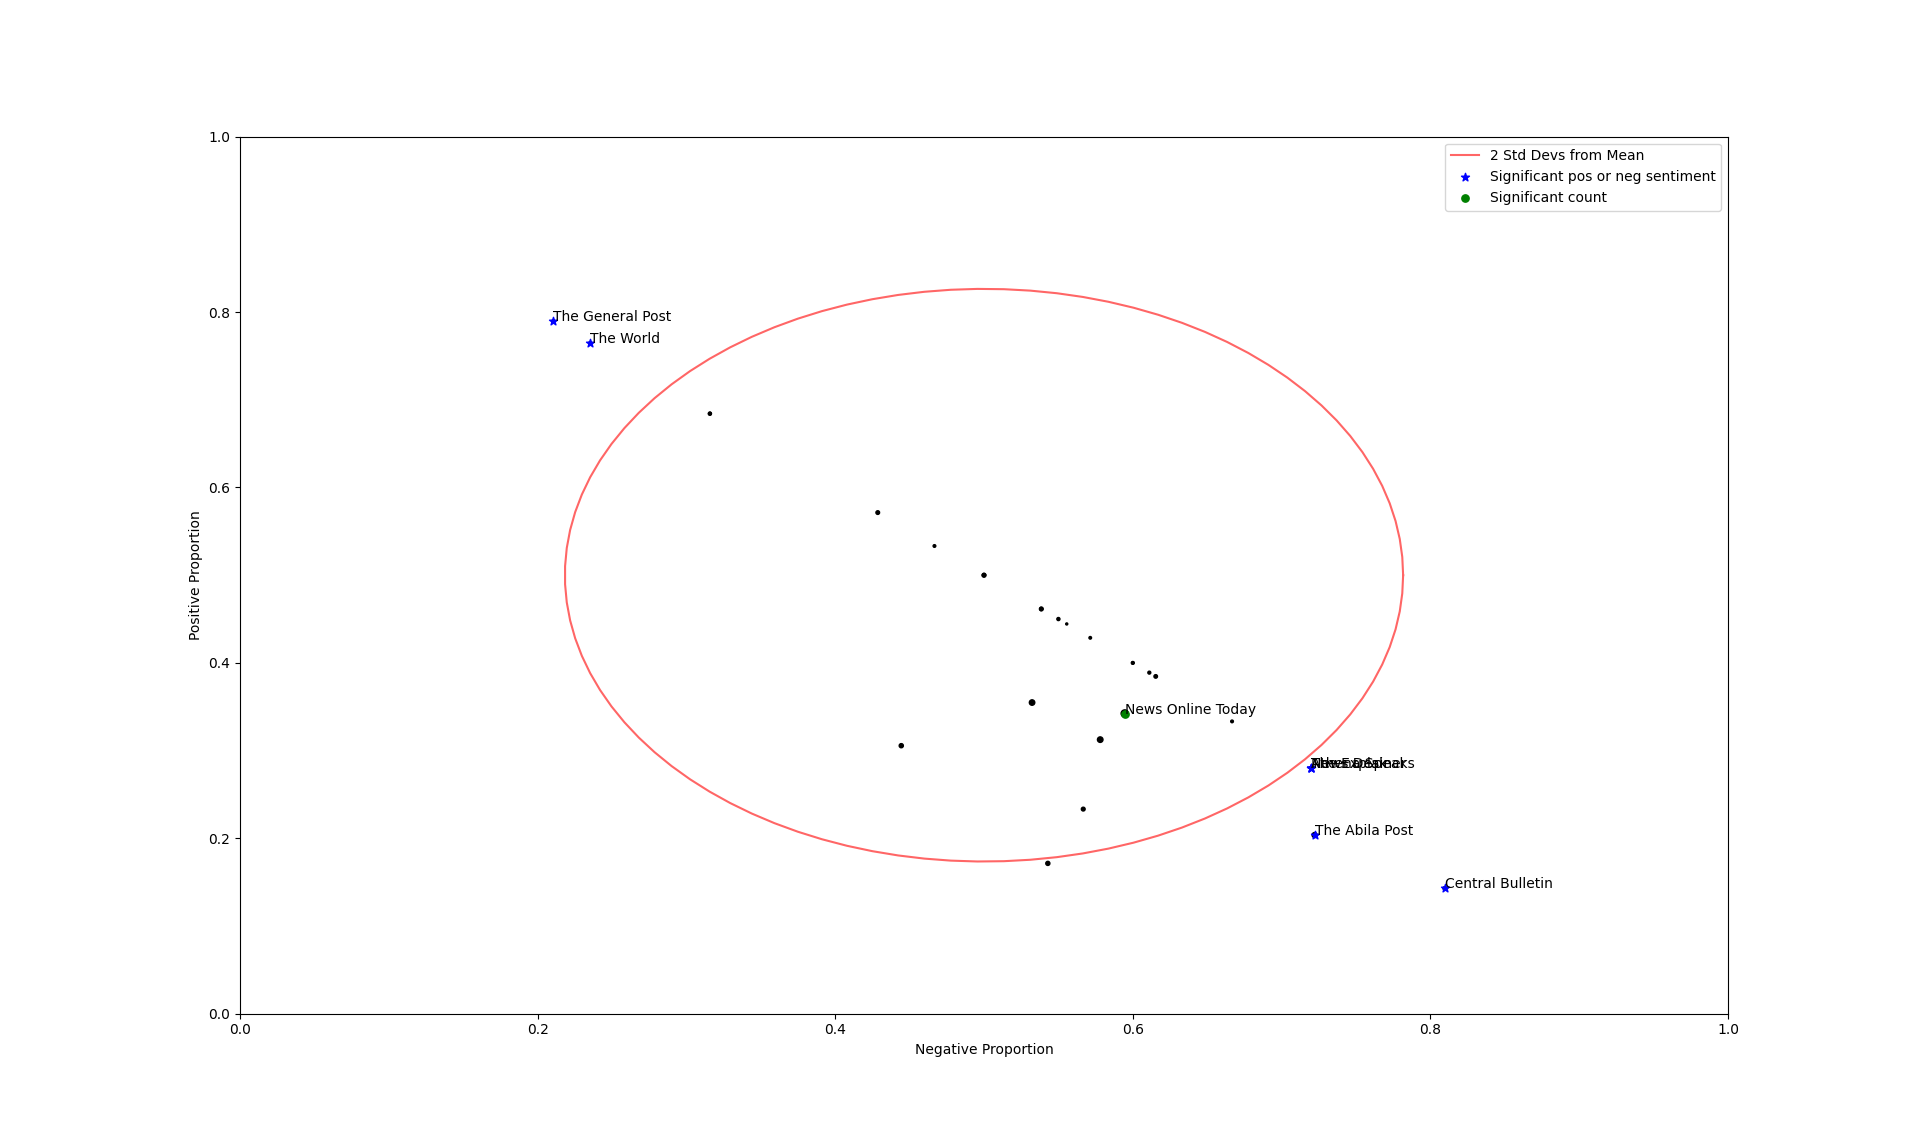 1.0
0.8
0.6
0.4
0.2
0.0
Positive Proportion
2 Std Devs from Mean
Significant pos or neg sentiment
Significant count
The General Post
The World
News Online Today
The Abila Post
Central Bulletin
0.0 0.2 0.4 0.6 0.8 1.0
Negative Proportion